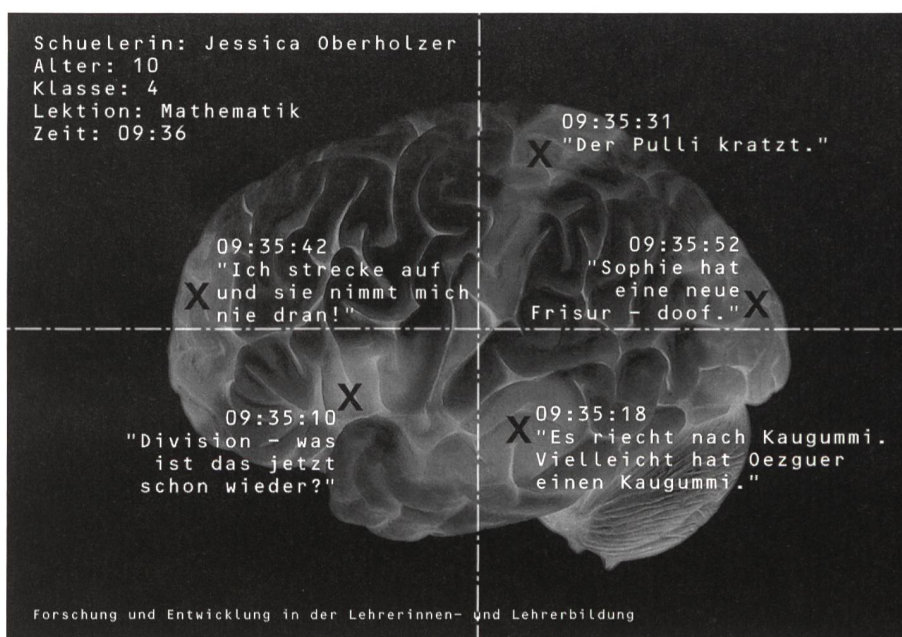 Schuelerin: Jessica Oberholzer
Alter: 10
Klasse: 4
Lektion: Mathematik
Zeit: 09:36
09:35:31
"Der Pulli kratzt."
X
09:35:42
"Ich strecke auf
und sie nimmt mich
nie dran!"
X
09:35:52
"Sophie hat
eine neue
Frisur - doof."
X
09:35:10
"Division - was
ist das jetzt
schon wieder?"
X
09:35:18
"Es riecht nach Kaugummi.
Vielleicht hat Oezguer
einen Kaugummi."
X
Forschung und Entwicklung in der Lehrerinnen- und Lehrerbildung